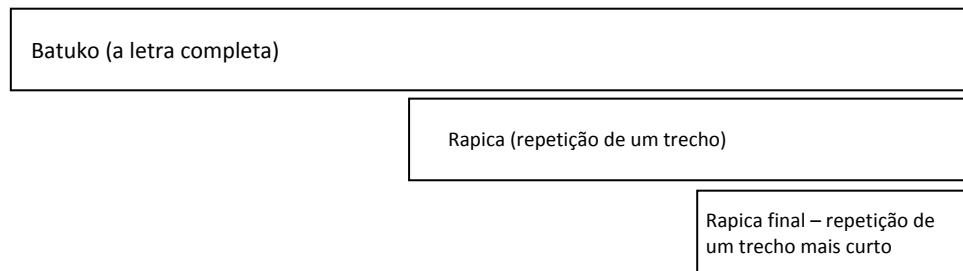 Batuko (a letra completa)
Rapica (repetição de um trecho)
Rapica final – repetição de
um trecho mais curto